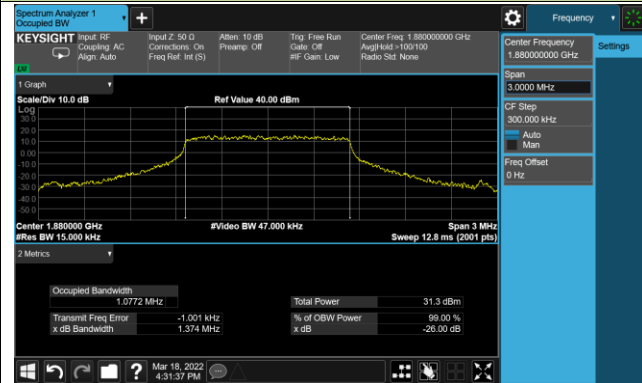 Spectrum Analyzer 1
Occupied BW
Frequency
KEYSIGHT
Input: RF
Coupling: AC
Align: Auto
Input Z: 50 Ω
Corrections: On
Freq Ref: Int (S)
Atten: 10 dB
Preamp: Off
Trig: Free Run
Gate: Off
#IF Gain: Low
Center Freq: 1.880000000 GHz
Avg|Hold:>100/100
Radio Std: None
LXI
Center Frequency
1.880000000 GHz
Settings
Span
3.0000 MHz
CF Step
300.000 kHz
Auto
Man
Freq Offset
0 Hz
1 Graph
Scale/Div 10.0 dB
Ref Value 40.00 dBm
Log
30.0
20.0
10.0
0.00
-10.0
-20.0
-30.0
-40.0
-50.0
Center 1.880000 GHz
#Video BW 47.000 kHz
Span 3 MHz
#Res BW 15.000 kHz
Sweep 12.8 ms (2001 pts)
2 Metrics
Occupied Bandwidth
1.0772 MHz
Total Power
31.3 dBm
Transmit Freq Error
-1.001 kHz
% of OBW Power
99.00 %
x dB Bandwidth
1.374 MHz
x dB
-26.00 dB
?
Mar 18, 2022
4:31:37 PM